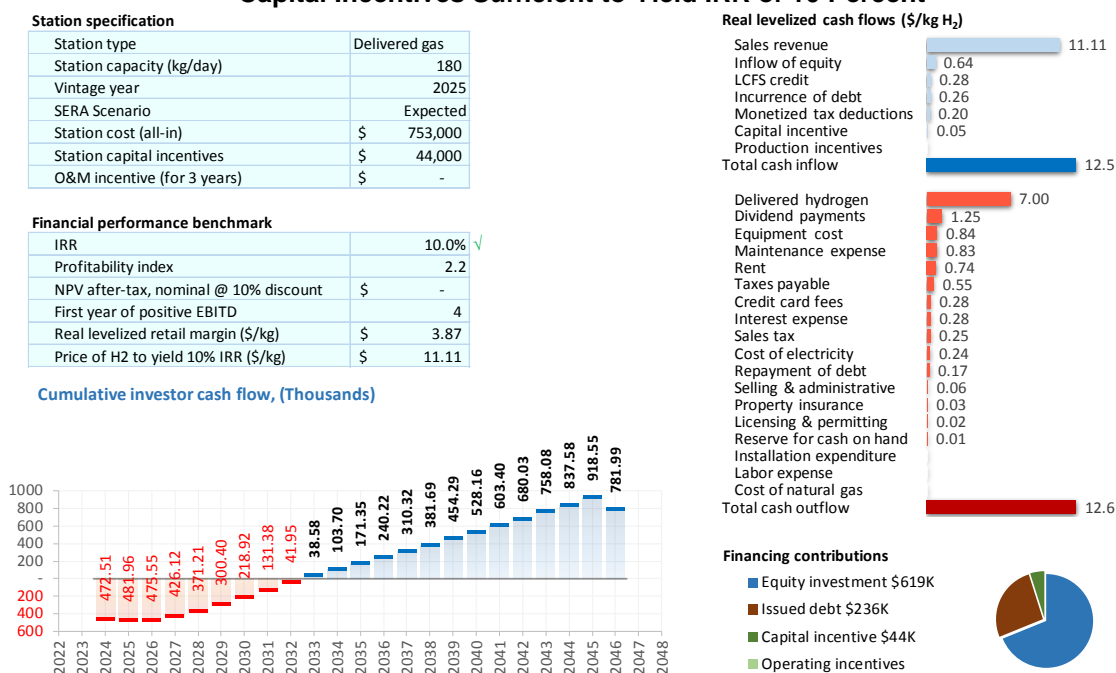 Capital Incentives Sufficient to Yield IRR of 10 Percent
Station specification
Station type Delivered gas
Station capacity (kg/day) 180
Vintage year 2025
SERA Scenario Expected
Station cost (all-in) $ 753,000
Station capital incentives $ 44,000
O&M incentive (for 3 years) $ -
Financial performance benchmark
IRR 10.0% √
Profitability index 2.2
NPV after-tax, nominal @ 10% discount $ -
First year of positive EBITD 4
Real levelized retail margin ($/kg) $ 3.87
Price of H2 to yield 10% IRR ($/kg) $ 11.11
Cumulative investor cash flow, (Thousands)
1000
800
600
400
200
-
200
400
600
472.51
481.96
475.55
426.12
371.21
300.40
218.92
131.38
41.95
38.58
103.70
171.35
240.22
310.32
381.69
454.29
528.16
603.40
680.03
758.08
837.58
918.55
781.99
2022
2023
2024
2025
2026
2027
2028
2029
2030
2031
2032
2033
2034
2035
2036
2037
2038
2039
2040
2041
2042
2043
2044
2045
2046
2047
2048
Real levelized cash flows ($/kg H2)
Sales revenue 11.11
Inflow of equity 0.64
LCFS credit 0.28
Incurrence of debt 0.26
Monetized tax deductions 0.20
Capital incentive 0.05
Production incentives
Total cash inflow 12.5
Delivered hydrogen 7.00
Dividend payments 1.25
Equipment cost 0.84
Maintenance expense 0.83
Rent 0.74
Taxes payable 0.55
Credit card fees 0.28
Interest expense 0.28
Sales tax 0.25
Cost of electricity 0.24
Repayment of debt 0.17
Selling & administrative 0.06
Property insurance 0.03
Licensing & permitting 0.02
Reserve for cash on hand 0.01
Installation expenditure
Labor expense
Cost of natural gas
Total cash outflow 12.6
Financing contributions
Equity investment $619K
Issued debt $236K
Capital incentive $44K
Operating incentives